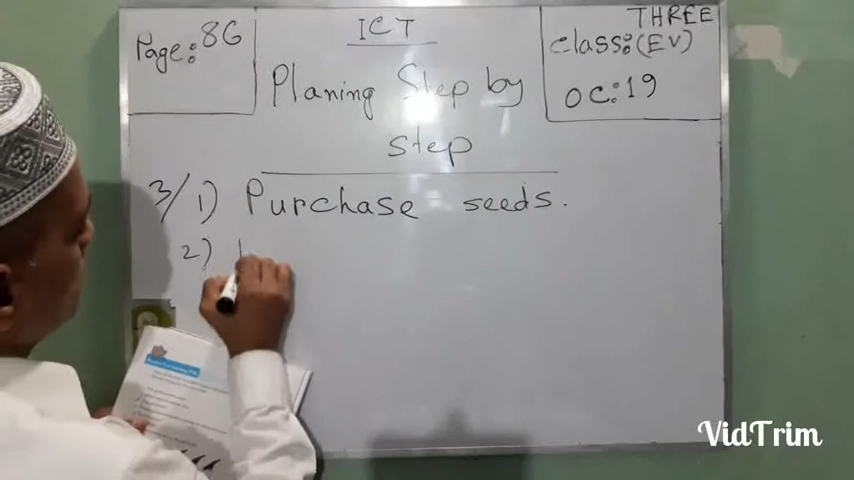 Page: 86
ICT
THREE
Class: (EV)
Planing Step by
step
OC: 19
3/ 1) Purchase seeds.
2)
VidTrim